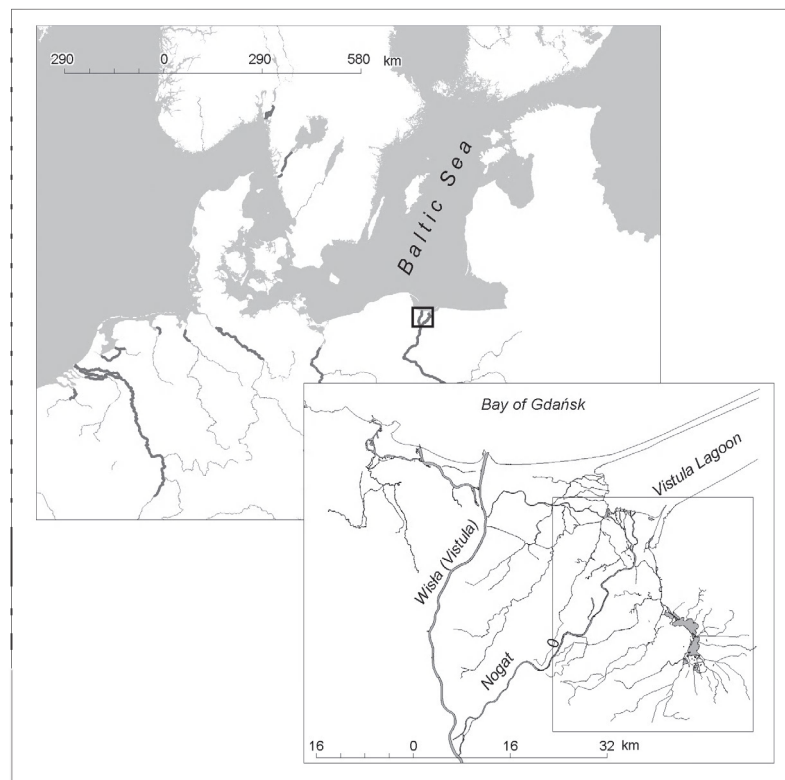 290 0 290 580 km
Baltic Sea
Bay of Gdańsk
Vistula Lagoon
Wisła (Vistula)
Nogat
16 0 16 32 km